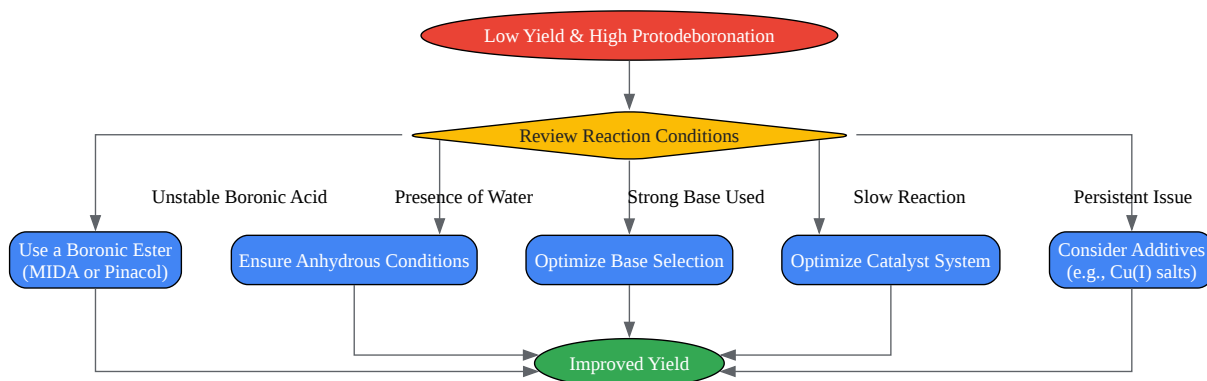 Low Yield & High Protodeboronation
Review Reaction Conditions
Unstable Boronic Acid
Presence of Water
Strong Base Used
Slow Reaction
Persistent Issue
Use a Boronic Ester
(MIDA or Pinacol)
Ensure Anhydrous Conditions
Optimize Base Selection
Optimize Catalyst System
Consider Additives
(e.g., Cu(I) salts)
Improved Yield